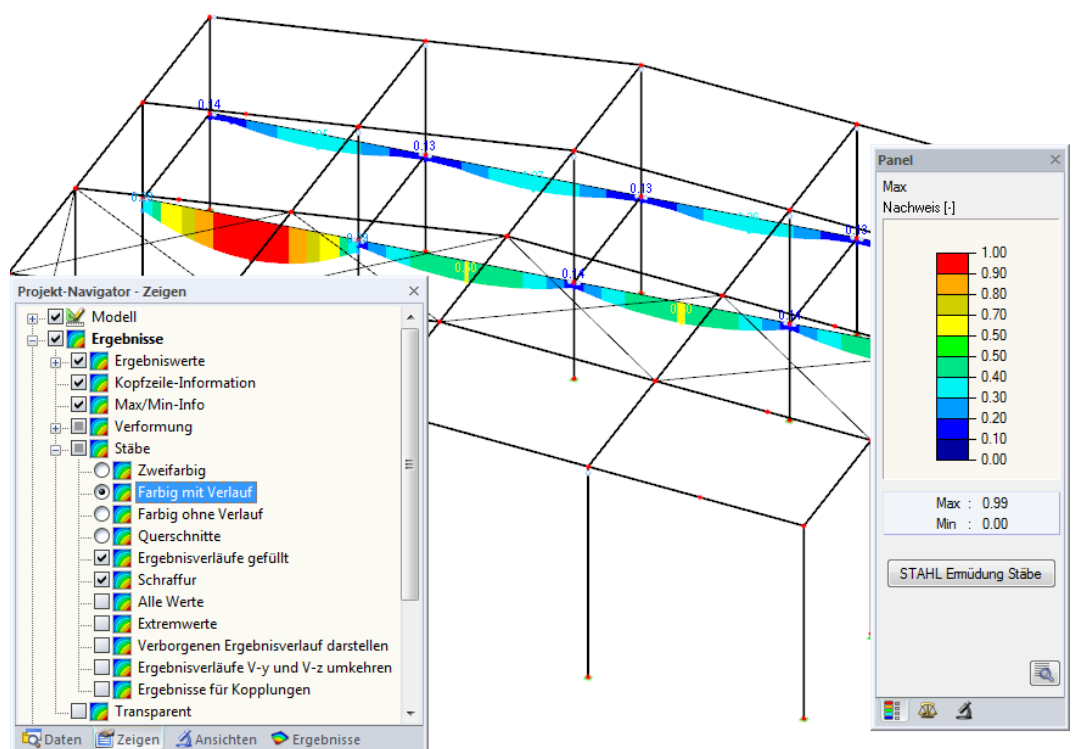 0.14
0.13
0.13
0.13
0.14
0.14
Panel
Max
Nachweis [-]
1.00
0.90
0.80
0.70
0.60
0.50
0.40
0.30
0.20
0.10
0.00
Max : 0.99
Min : 0.00
STAHL Ermüdung Stäbe
Projekt-Navigator - Zeigen
Modell
Ergebnisse
Ergebniswerte
Kopfzeile-Information
Max/Min-Info
Verformung
Stäbe
Zweifarbig
Farbig mit Verlauf
Farbig ohne Verlauf
Querschnitte
Ergebnisverläufe gefüllt
Schraffur
Alle Werte
Extremwerte
Verborgenen Ergebnisverlauf darstellen
Ergebnisverläufe V-y und V-z umkehren
Ergebnisse für Kopplungen
Transparent
Daten Zeigen Ansichten Ergebnisse